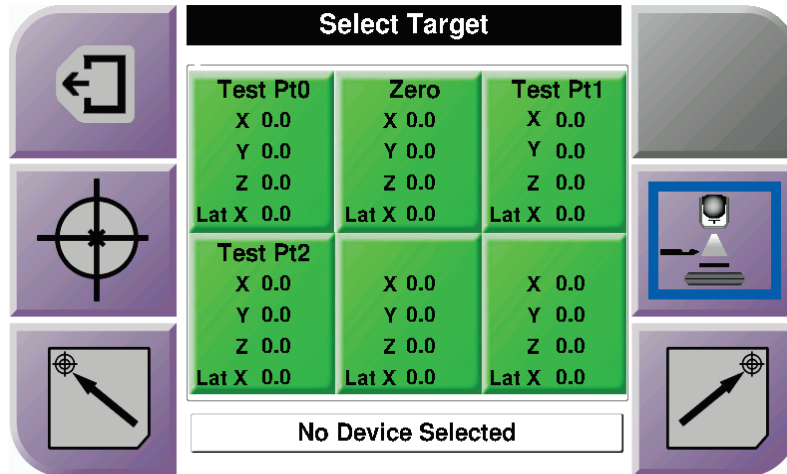 Select Target
Test Pt0 Zero Test Pt1
X 0.0 X 0.0 X 0.0
Y 0.0 Y 0.0 Y 0.0
Z 0.0 Z 0.0 Z 0.0
Lat X 0.0 Lat X 0.0 Lat X 0.0
Test Pt2
X 0.0 X 0.0 X 0.0
Y 0.0 Y 0.0 Y 0.0
Z 0.0 Z 0.0 Z 0.0
Lat X 0.0 Lat X 0.0 Lat X 0.0
No Device Selected